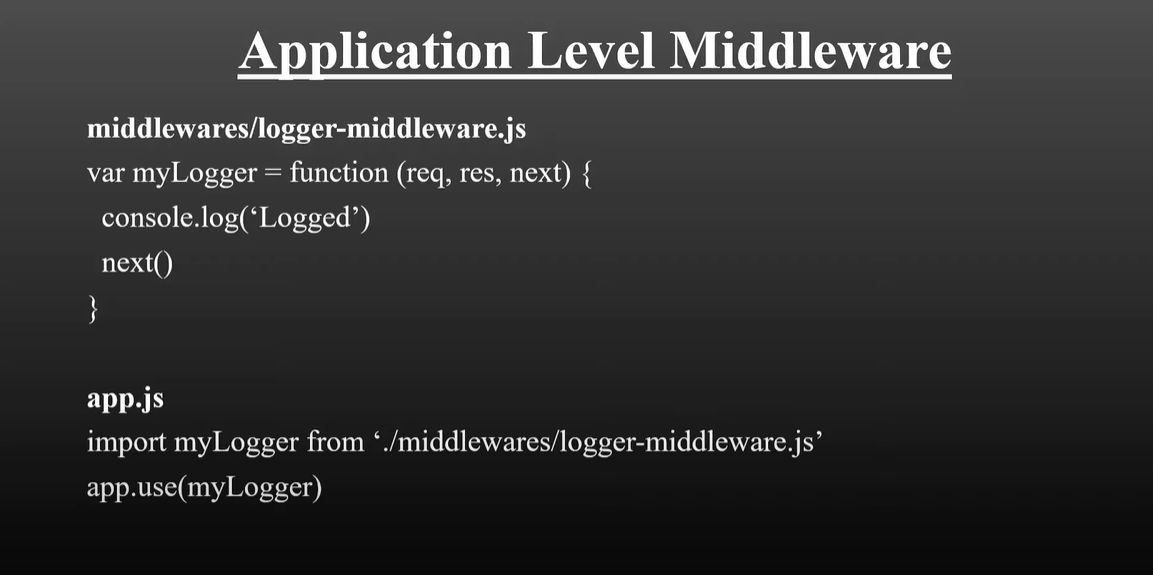 Application Level Middleware
middlewares/logger-middleware.js
var myLogger = function (req, res, next) {
console.log(‘Logged’)
next()
}
app.js
import myLogger from ‘./middlewares/logger-middleware.js’
app.use(myLogger)